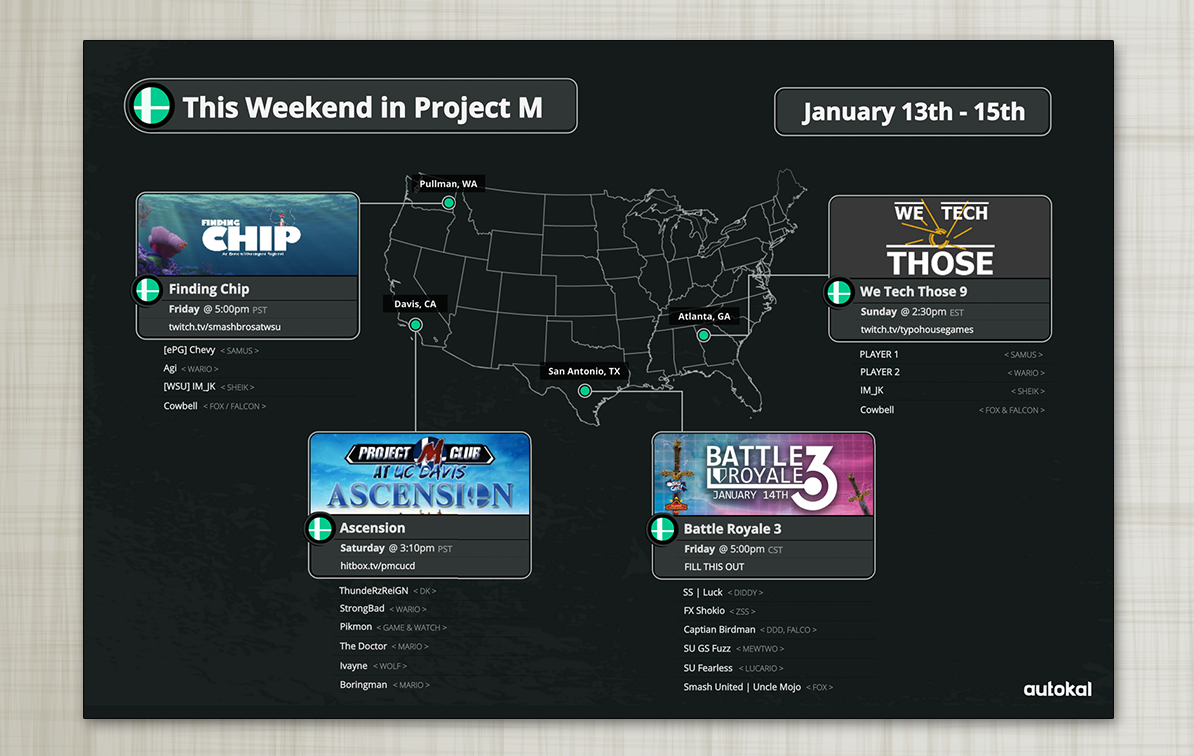 This Weekend in Project M
January 13th - 15th
Pullman, WA
Davis, CA
San Antonio, TX
Atlanta, GA
FINDING
CHIP
Finding Chip
Friday @ 5:00pm PST
twitch.tv/smashbrosatwsu
[ePG] Chevy < SAMUS >
Agi < WARIO >
[WSU] IM_JK < SHEIK >
Cowbell < FOX / FALCON >
WE TECH
THOSE
We Tech Those 9
Sunday @ 2:30pm EST
twitch.tv/typohousegames
PLAYER 1 < SAMUS >
PLAYER 2 < WARIO >
IM_JK < SHEIK >
Cowbell < FOX & FALCON >
PROJECT M CLUB
AT UC DAVIS
ASCENSION
Ascension
Saturday @ 3:10pm PST
hitbox.tv/pmcucd
ThundeRzReiGN < DK >
StrongBad < WARIO >
Pikmon < GAME & WATCH >
The Doctor < MARIO >
Ivayne < WOLF >
Boringman < MARIO >
BATTLE
ROYALE 3
JANUARY 14TH
Battle Royale 3
Friday @ 5:00pm CST
FILL THIS OUT
SS | Luck < DIDDY >
FX Shokio < ZSS >
Captian Birdman < DDD, FALCO >
SU GS Fuzz < MEWTWO >
SU Fearless < LUCARIO >
Smash United | Uncle Mojo < FOX >
autokal